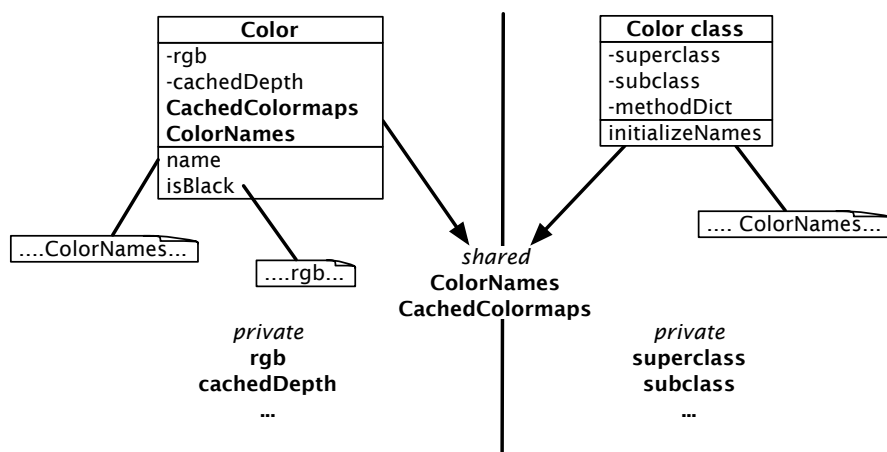 Color
-rgb
-cachedDepth
CachedColormaps
ColorNames
name
isBlack
....ColorNames...
....rgb...
Color class
-superclass
-subclass
-methodDict
initializeNames
.... ColorNames...
shared
ColorNames
CachedColormaps
private
rgb
cachedDepth
...
private
superclass
subclass
...